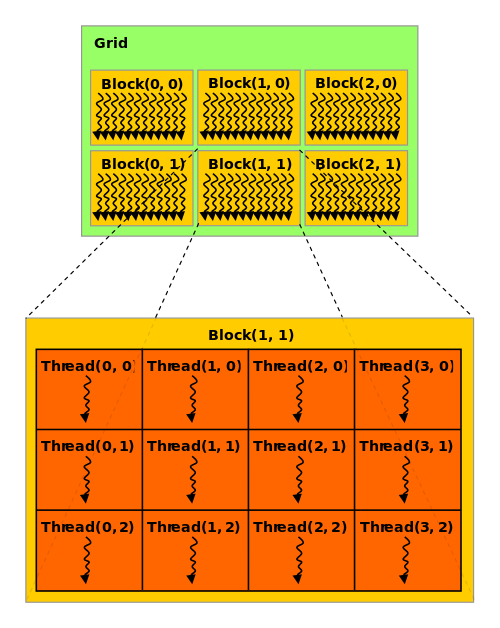 Grid
Block(0, 0) Block(1, 0) Block(2, 0)
Block(0, 1) Block(1, 1) Block(2, 1)
Block(1, 1)
Thread(0, 0) Thread(1, 0) Thread(2, 0) Thread(3, 0)
Thread(0, 1) Thread(1, 1) Thread(2, 1) Thread(3, 1)
Thread(0, 2) Thread(1, 2) Thread(2, 2) Thread(3, 2)